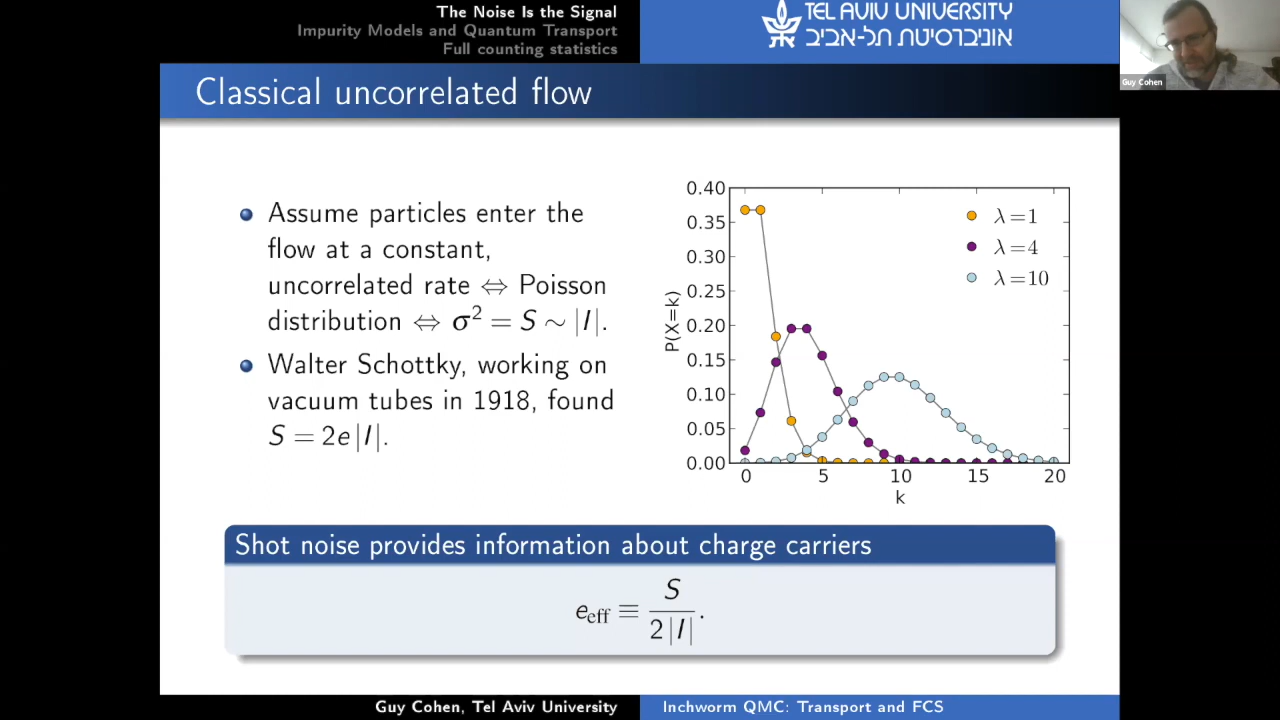 The Noise Is the Signal
Impurity Models and Quantum Transport
Full counting statistics
TEL AVIV UNIVERSITY
אוניברסיטת תל-אביב
Guy Cohen
Classical uncorrelated flow
Assume particles enter the
flow at a constant,
uncorrelated rate ⇔ Poisson
distribution ⇔ σ² = S ∼ |I|.
Walter Schottky, working on
vacuum tubes in 1918, found
S = 2e|I|.
0.40
0.35
0.30
0.25
0.20
0.15
0.10
0.05
0.00
P(X=k)
λ=1
λ=4
λ=10
0 5 10 15 20
k
Shot noise provides information about charge carriers
e_eff ≡ S / 2|I| .
Guy Cohen, Tel Aviv University
Inchworm QMC: Transport and FCS